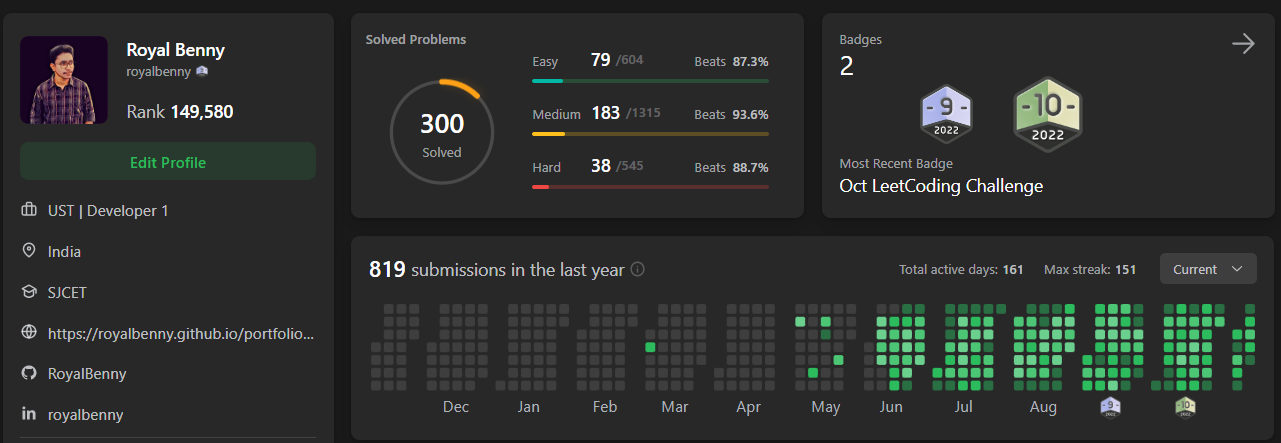 Royal Benny
royalbenny
Rank 149,580
Edit Profile
UST | Developer 1
India
SJCET
https://royalbenny.github.io/portfolio...
RoyalBenny
royalbenny
Solved Problems
300
Solved
Easy 79 /604 Beats 87.3%
Medium 183 /1315 Beats 93.6%
Hard 38 /545 Beats 88.7%
Badges
2
9
2022
10
2022
Most Recent Badge
Oct LeetCoding Challenge
819 submissions in the last year
Total active days: 161 Max streak: 151 Current
Dec Jan Feb Mar Apr May Jun Jul Aug
9 10
2022 2022